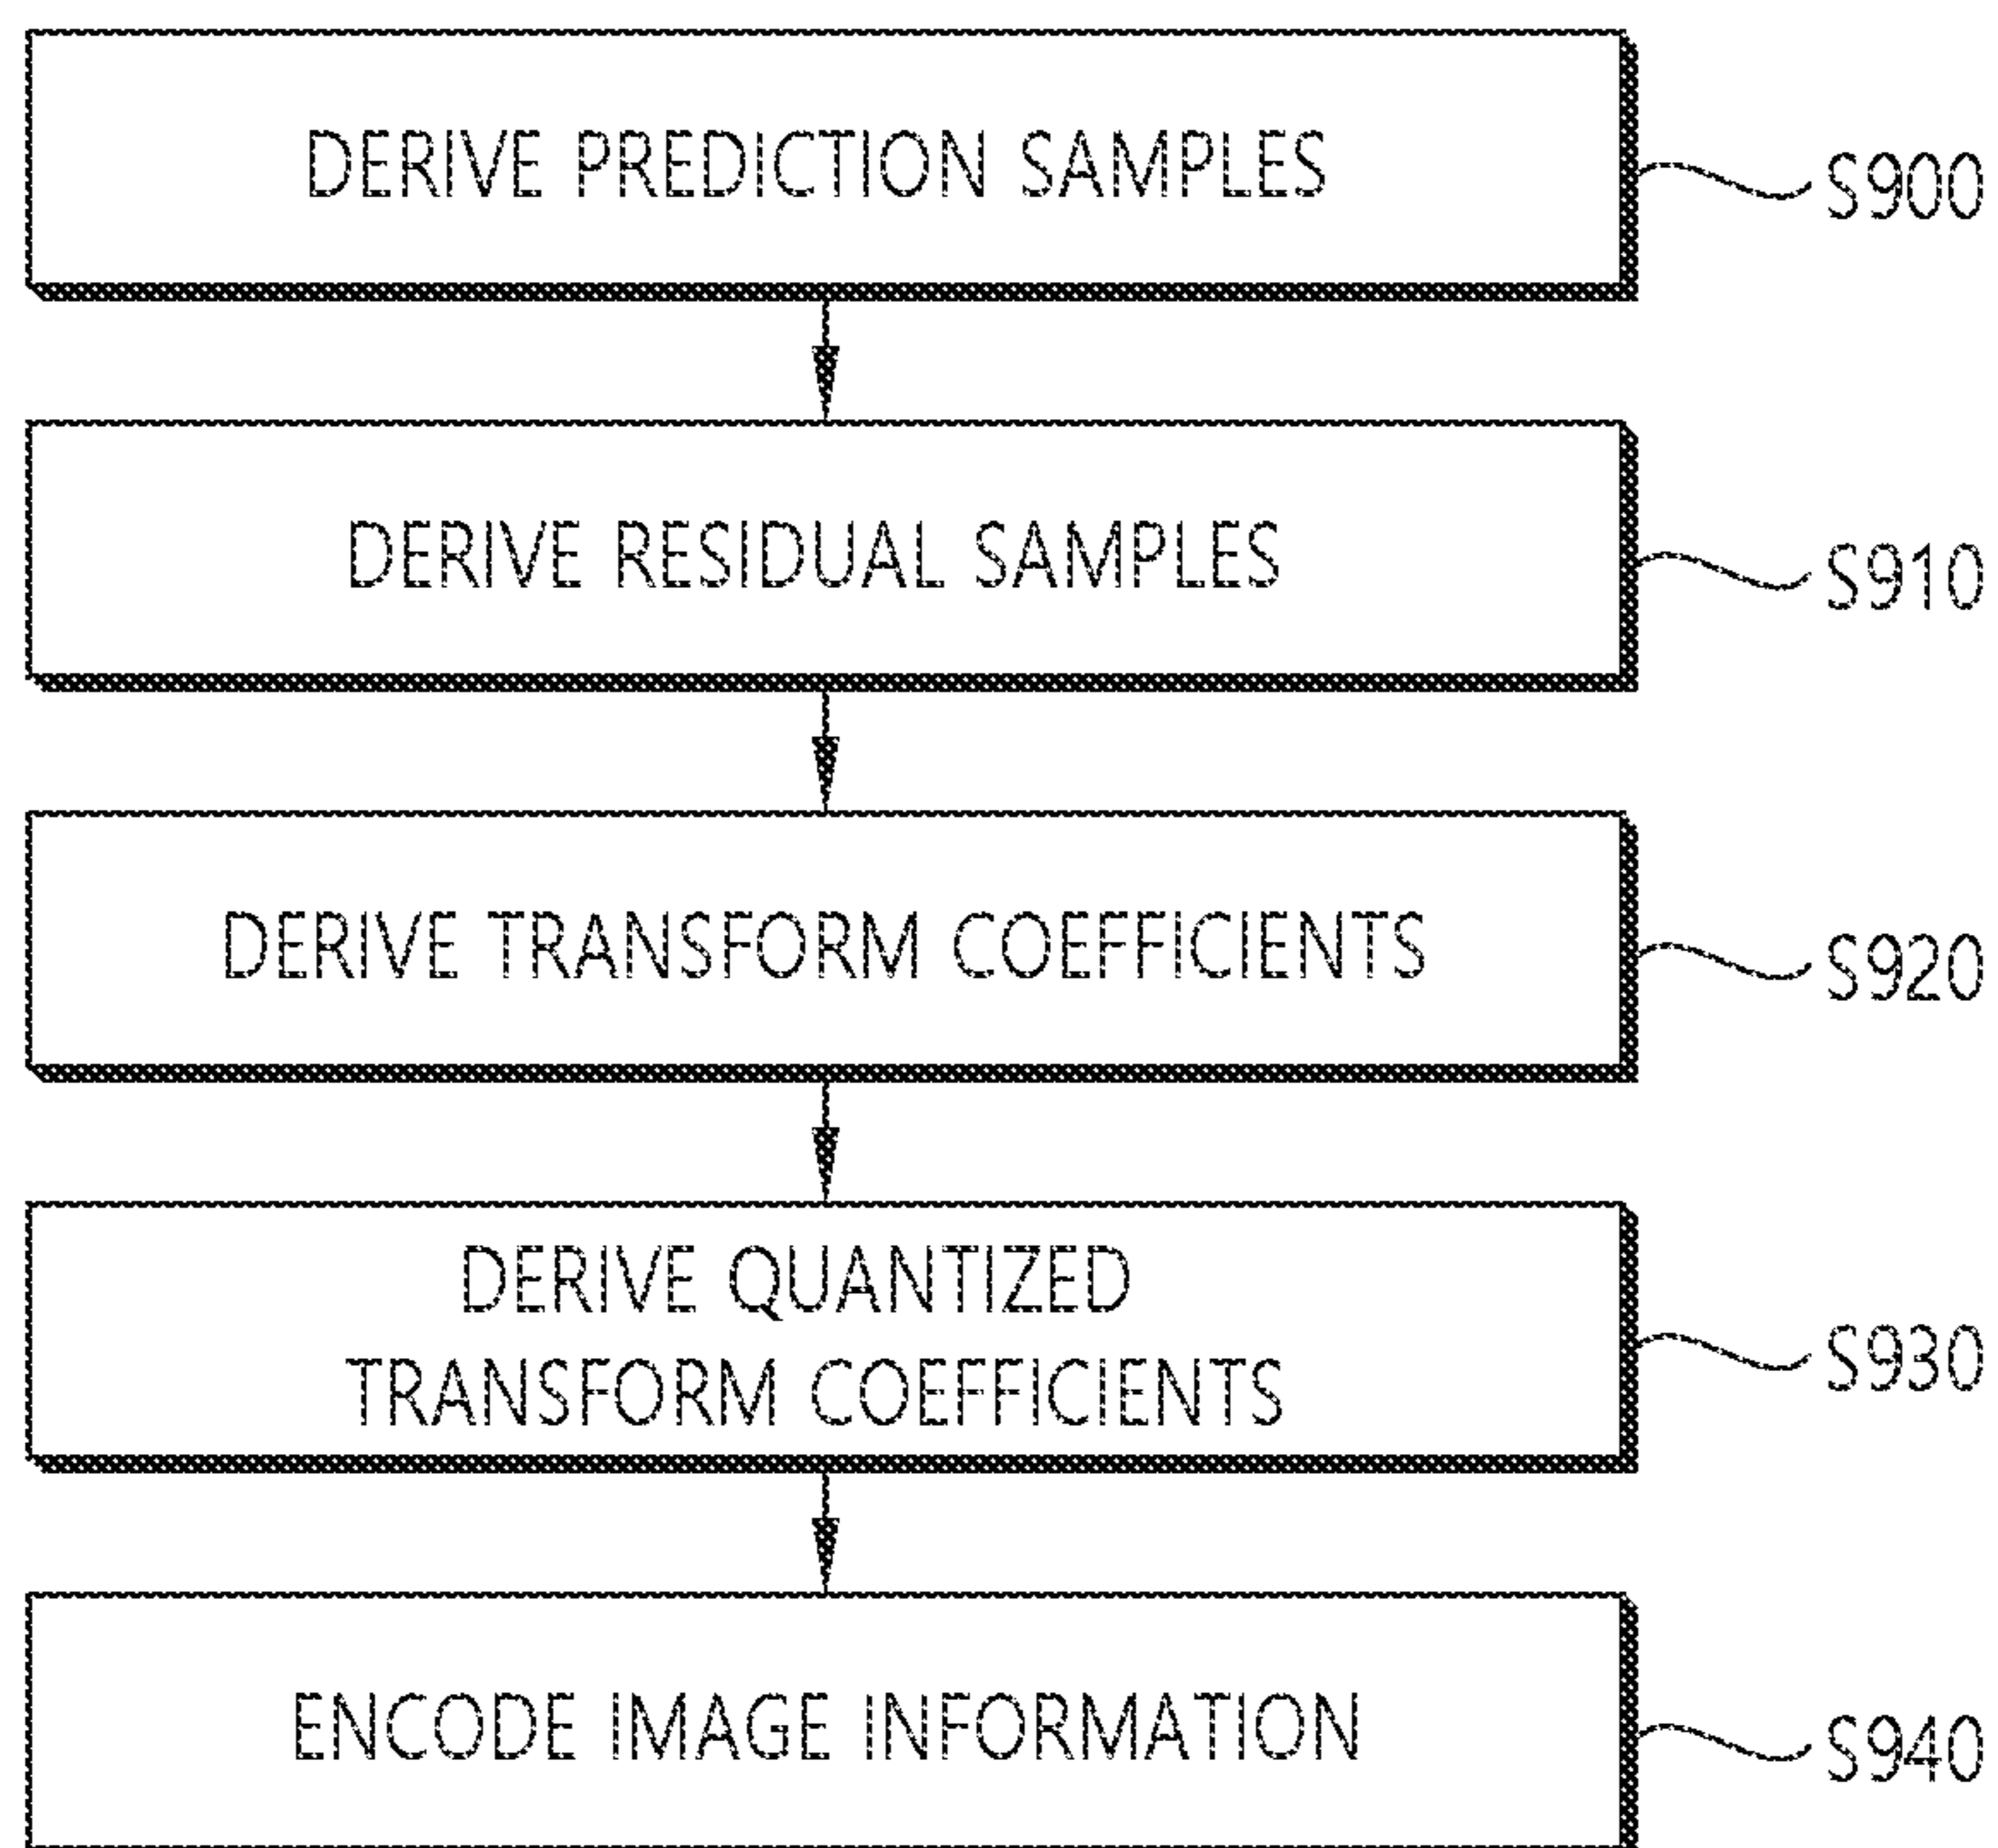 DERIVE PREDICTION SAMPLES
S900
DERIVE RESIDUAL SAMPLES
S910
DERIVE TRANSFORM COEFFICIENTS
S920
DERIVE QUANTIZED
TRANSFORM COEFFICIENTS
S930
ENCODE IMAGE INFORMATION
S940